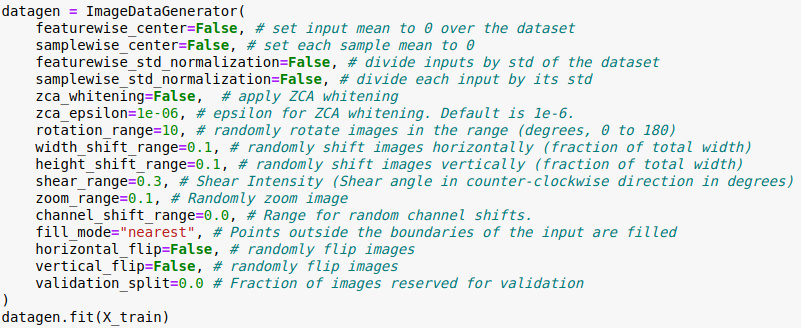 datagen = ImageDataGenerator(
    featurewise_center=False, # set input mean to 0 over the dataset
    samplewise_center=False, # set each sample mean to 0
    featurewise_std_normalization=False, # divide inputs by std of the dataset
    samplewise_std_normalization=False, # divide each input by its std
    zca_whitening=False,  # apply ZCA whitening
    zca_epsilon=1e-06, # epsilon for ZCA whitening. Default is 1e-6.
    rotation_range=10, # randomly rotate images in the range (degrees, 0 to 180)
    width_shift_range=0.1, # randomly shift images horizontally (fraction of total width)
    height_shift_range=0.1, # randomly shift images vertically (fraction of total width)
    shear_range=0.3, # Shear Intensity (Shear angle in counter-clockwise direction in degrees)
    zoom_range=0.1, # Randomly zoom image
    channel_shift_range=0.0, # Range for random channel shifts.
    fill_mode="nearest", # Points outside the boundaries of the input are filled
    horizontal_flip=False, # randomly flip images
    vertical_flip=False, # randomly flip images
    validation_split=0.0 # Fraction of images reserved for validation
)
datagen.fit(X_train)